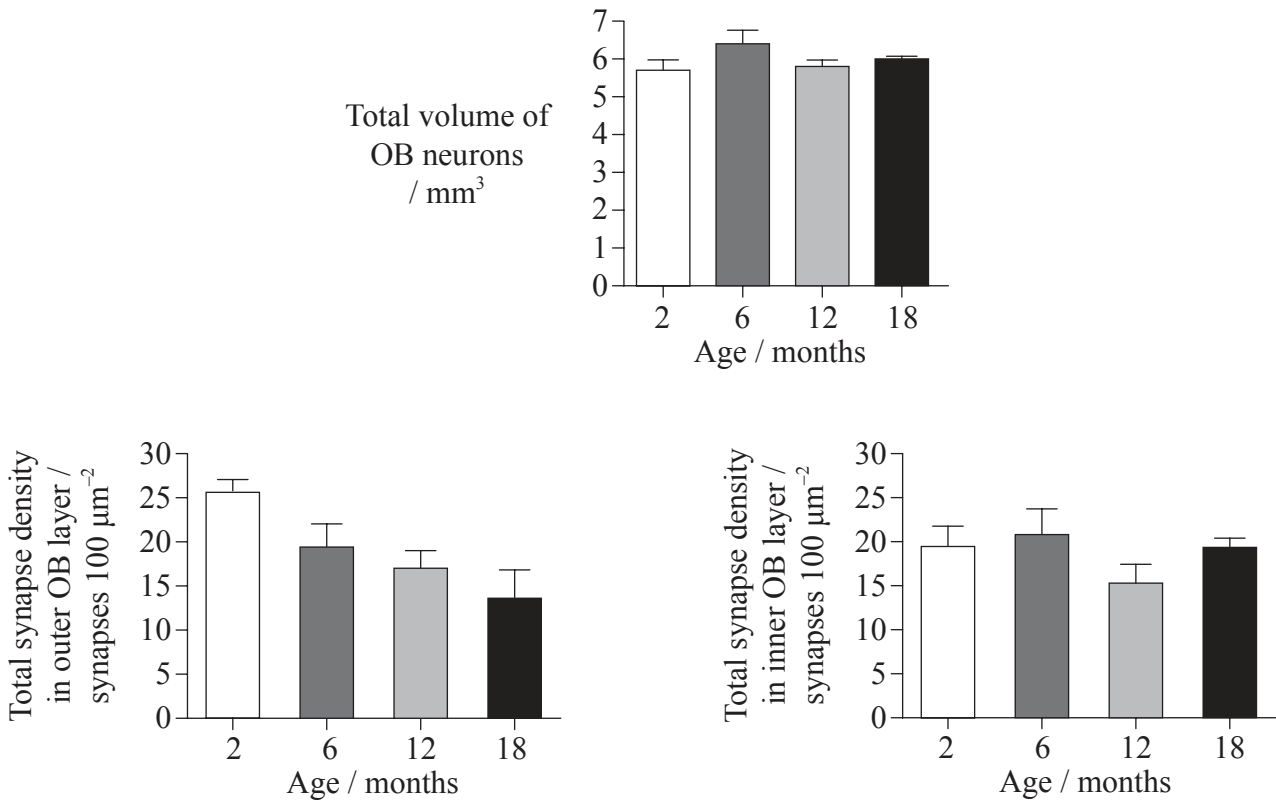 7
6
5
4
3
2
1
0
Total volume of
OB neurons
/ mm³
2 6 12 18
Age / months
Total synapse density
in outer OB layer /
synapses 100 μm⁻²
30
25
20
15
10
5
0
2 6 12 18
Age / months
Total synapse density
in inner OB layer /
synapses 100 μm⁻²
30
25
20
15
10
5
0
2 6 12 18
Age / months